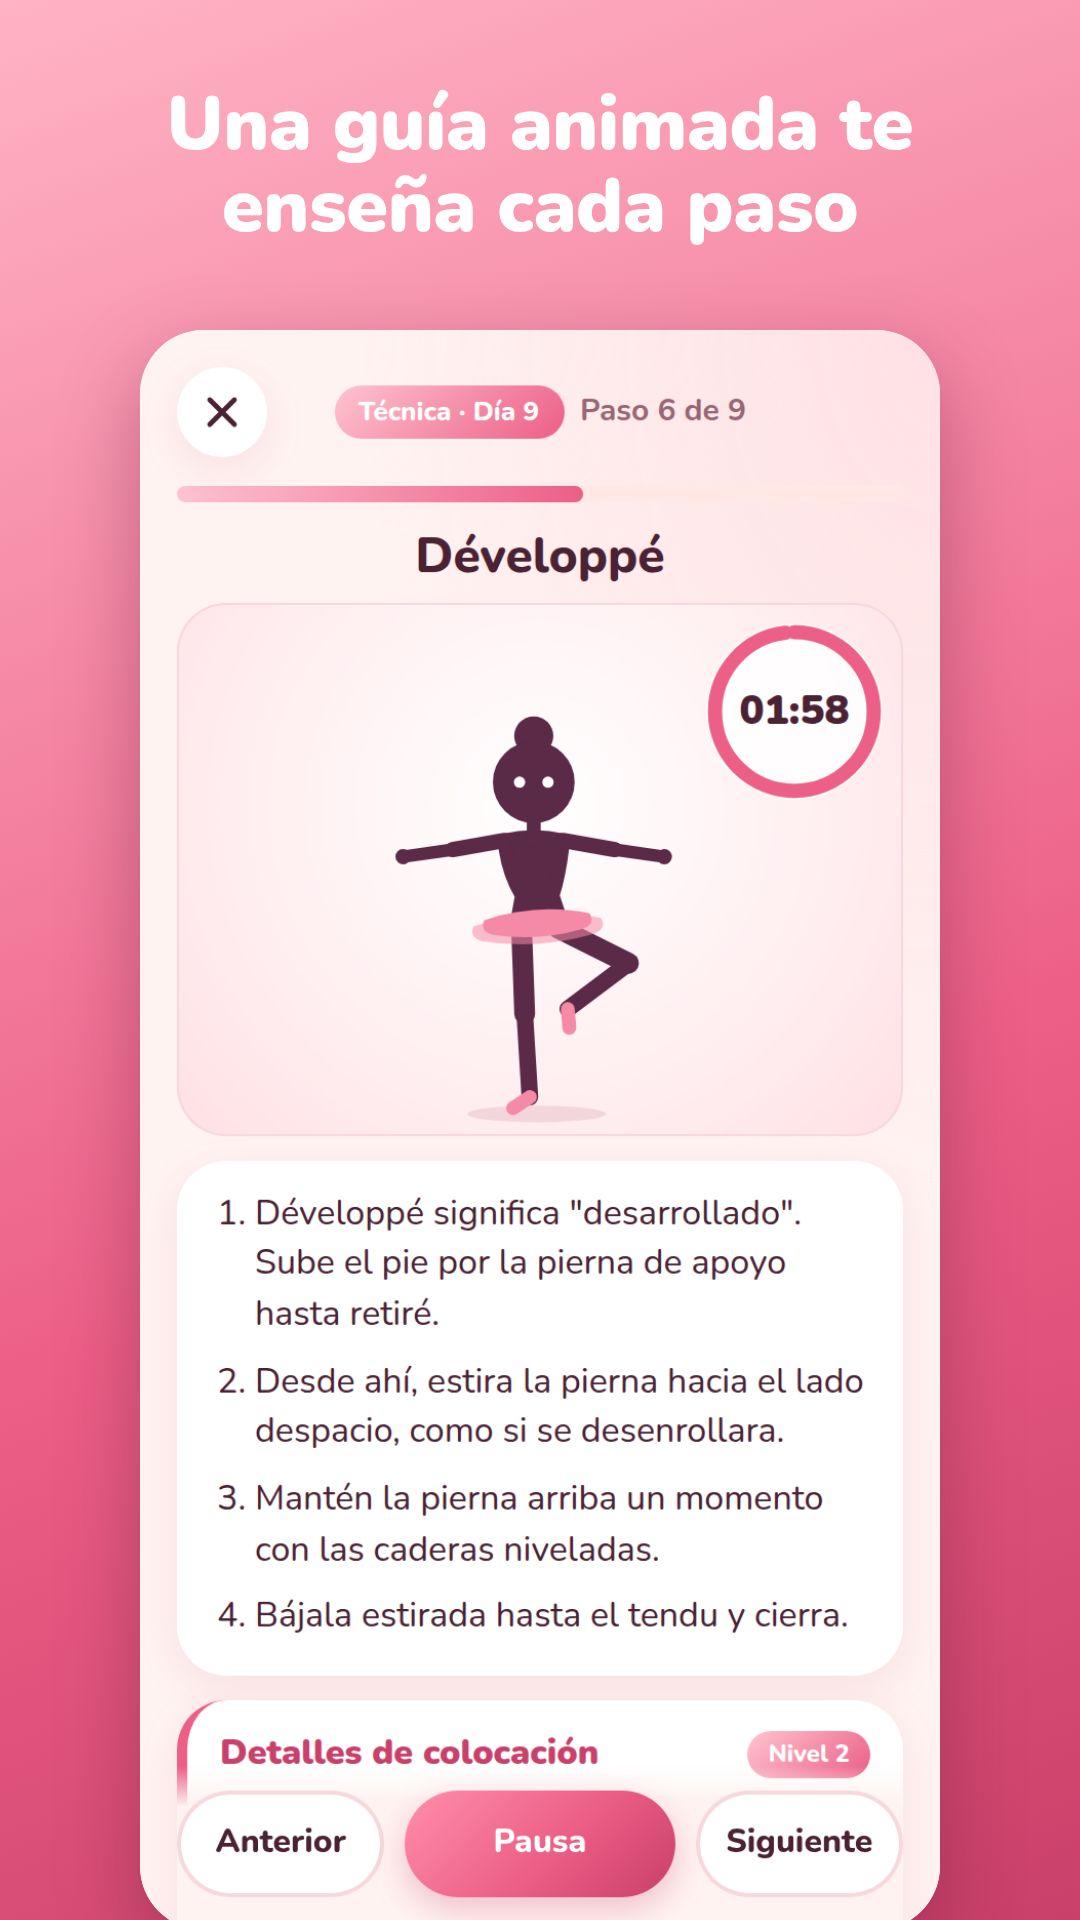 Una guía animada te
enseña cada paso
Técnica · Día 9 Paso 6 de 9
Développé
01:58
1. Développé significa "desarrollado".
Sube el pie por la pierna de apoyo
hasta retiré.
2. Desde ahí, estira la pierna hacia el lado
despacio, como si se desenrollara.
3. Mantén la pierna arriba un momento
con las caderas niveladas.
4. Bájala estirada hasta el tendu y cierra.
Detalles de colocación Nivel 2
Anterior Pausa Siguiente